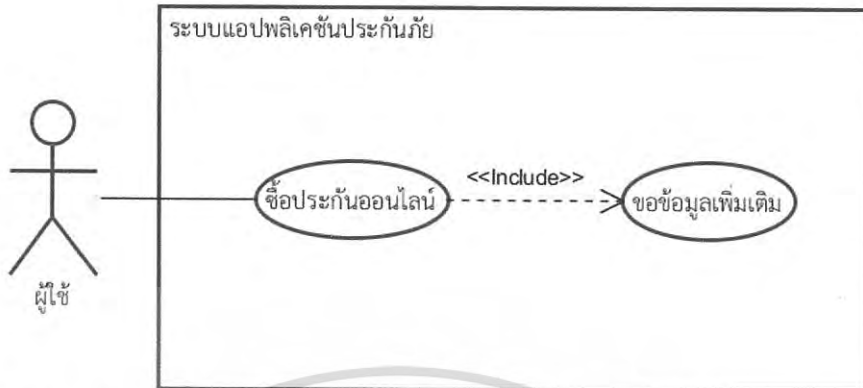 ระบบแอปพลิเคชันประกันภัย
<<Include>>
ซื้อประกันออนไลน์
ขอข้อมูลเพิ่มเติม
ผู้ใช้